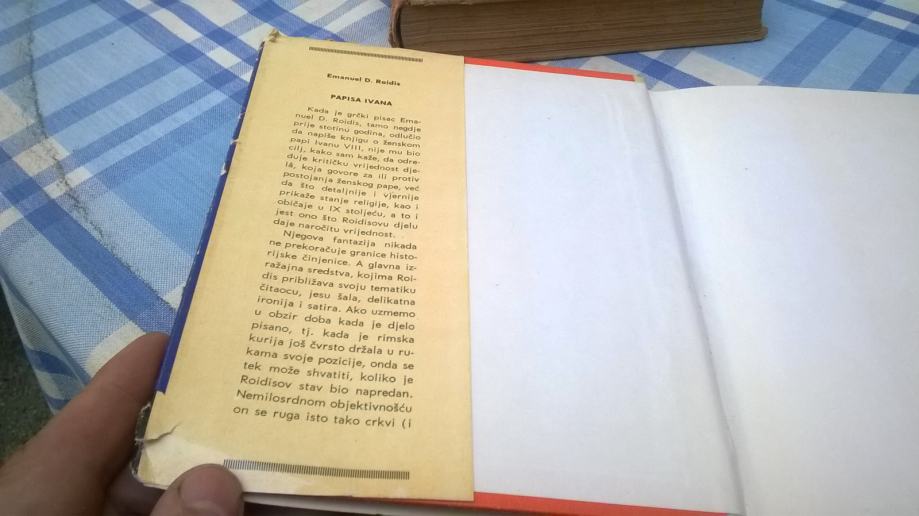 Emanuel D. Roidis
PAPISA IVANA
Kada je grčki pisac Ema-
nuel D. Roidis, tamo negdje
prije stotinu godina, odlučio
da napiše knjigu o ženskom
papi Ivanu VIII, nije mu bio
cilj, kako sam kaže, da odre-
duje kritičku vrijednost dje-
lâ, koja govore za ili protiv
postojanja ženskog pape, već
da što detaljnije i vjernije
prikaže stanje religije, kao i
običaje u IX stoljeću, a to i
jest ono što Roidisovu djelu
daje naročitu vrijednost.
Njegova fantazija nikada
ne prekoračuje granice histo-
rijske činjenice. A glavna iz-
ražajna sredstva, kojima Roi-
dis približava svoju tematiku
čitaocu, jesu šala, delikatna
ironija i satira. Ako uzmemo
u obzir doba kada je djelo
pisano, tj. kada je rimska
kurija još čvrsto držala u ru-
kama svoje pozicije, onda se
tek može shvatiti, koliko je
Roidisov stav bio napredan.
Nemilosrdnom objektivnošću
on se ruga isto tako crkvi (i